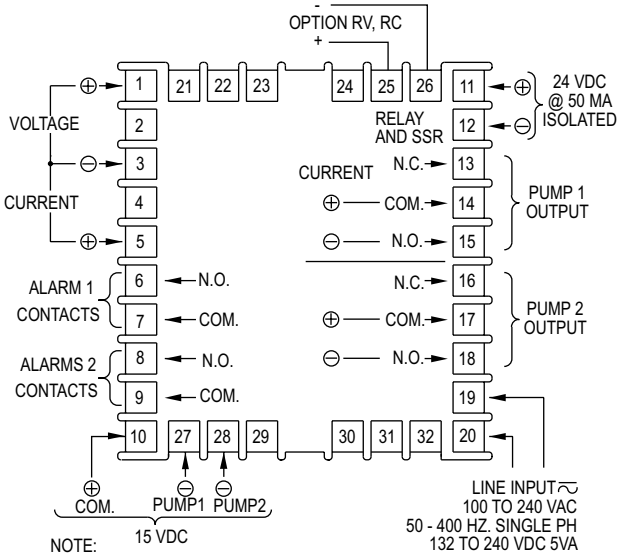 -
OPTION RV, RC
+
⊕ 1 21 22 23 24 25 26 11 ⊕ 24 VDC
@ 50 MA
ISOLATED
VOLTAGE 2 RELAY
AND SSR 12 ⊖
⊖ 3 CURRENT N.C. 13
CURRENT 4 ⊕ COM. 14 PUMP 1
OUTPUT
⊕ 5 ⊖ N.O. 15
ALARM 1
CONTACTS 6 N.O. N.C. 16
7 COM. ⊕ COM. 17 PUMP 2
OUTPUT
ALARMS 2
CONTACTS 8 N.O. ⊖ N.O. 18
9 COM. 19
10 27 28 29 30 31 32 20
⊕ ⊖ ⊖
COM. PUMP1 PUMP2
15 VDC
NOTE:
LINE INPUT
100 TO 240 VAC
50 - 400 HZ. SINGLE PH
132 TO 240 VDC 5VA